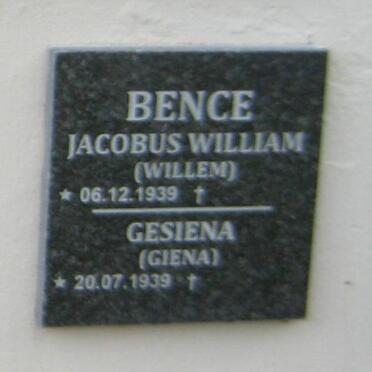 BENCE
JACOBUS WILLIAM
(WILLEM)
★ 06.12.1939 †
GESIENA
(GIENA)
★ 20.07.1939 †